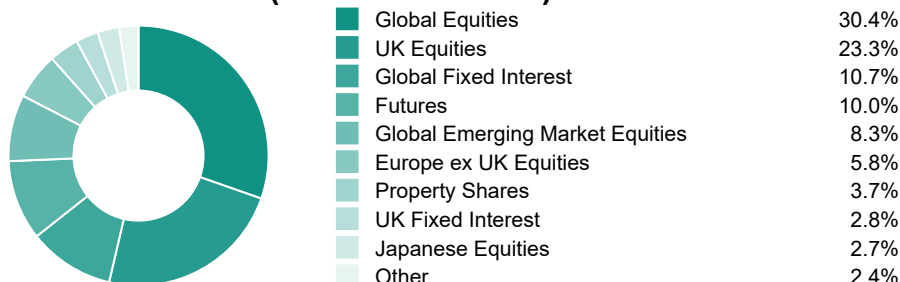 Global Equities 30.4%
UK Equities 23.3%
Global Fixed Interest 10.7%
Futures 10.0%
Global Emerging Market Equities 8.3%
Europe ex UK Equities 5.8%
Property Shares 3.7%
UK Fixed Interest 2.8%
Japanese Equities 2.7%
Other 2.4%